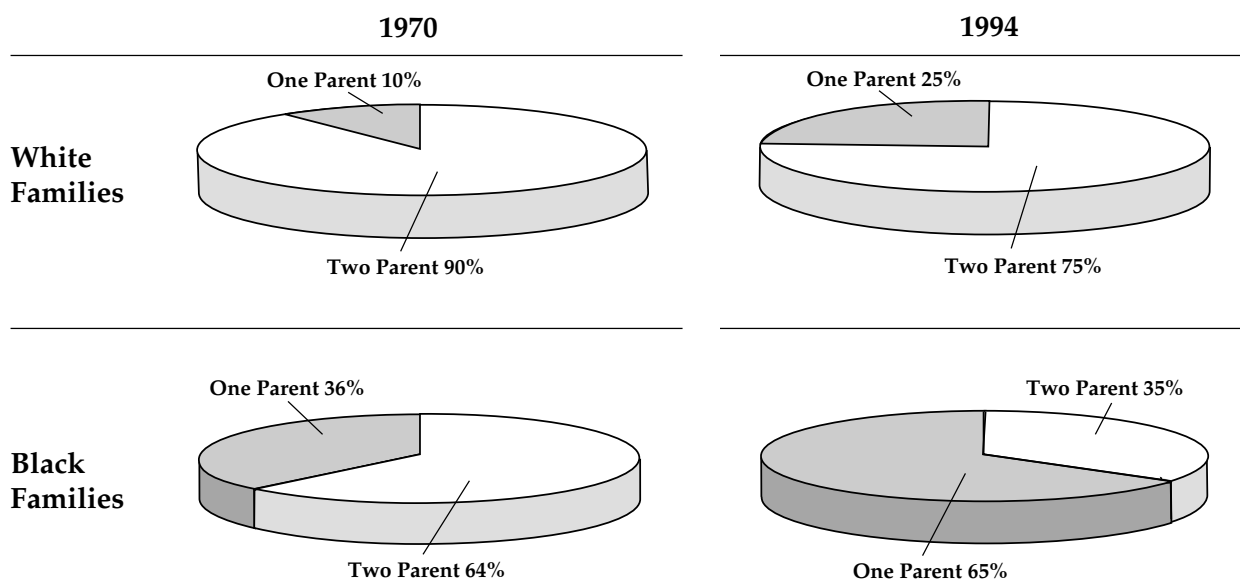 1970
1994
One Parent 10%
One Parent 25%
White
Families
Two Parent 90%
Two Parent 75%
One Parent 36%
Two Parent 35%
Black
Families
Two Parent 64%
One Parent 65%